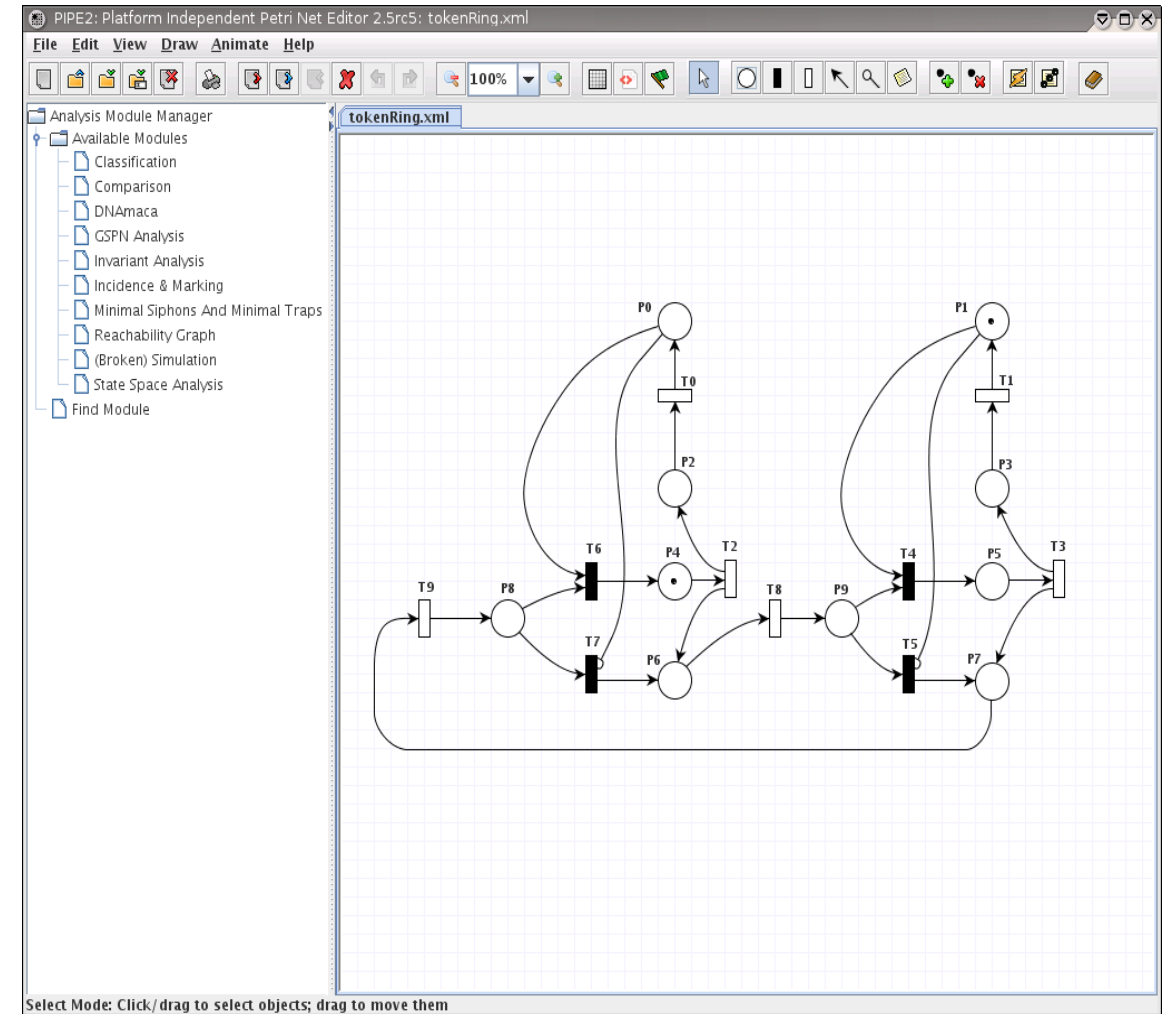 PIPE2: Platform Independent Petri Net Editor 2.5rc5: tokenRing.xml
File Edit View Draw Animate Help
100%
Analysis Module Manager
Available Modules
Classification
Comparison
DNAmaca
GSPN Analysis
Invariant Analysis
Incidence & Marking
Minimal Siphons And Minimal Traps
Reachability Graph
(Broken) Simulation
State Space Analysis
Find Module
tokenRing.xml
P0 P1
T0 T1
P2 P3
T6 P4 T2 T4 P5 T3
T9 P8 T8 P9
T7 P6 T5 P7
Select Mode: Click/drag to select objects; drag to move them